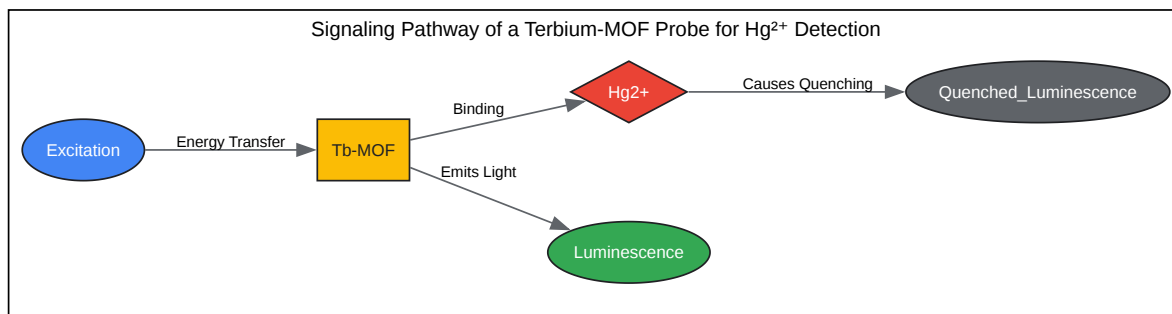 Signaling Pathway of a Terbium-MOF Probe for Hg²⁺ Detection
Excitation
Energy Transfer
Tb-MOF
Binding
Hg2+
Causes Quenching
Quenched_Luminescence
Emits Light
Luminescence